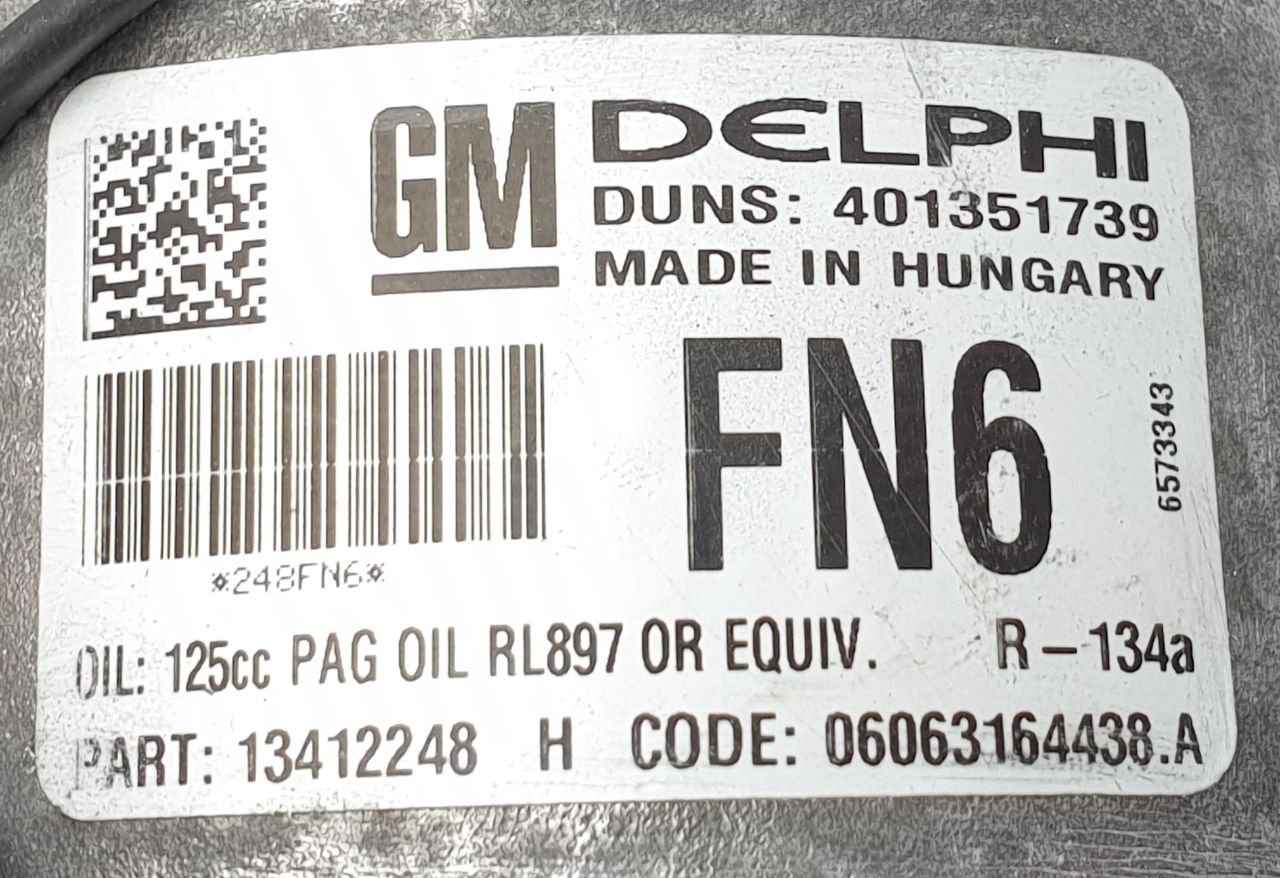 GM
DELPHI
DUNS: 401351739
MADE IN HUNGARY
FN6
6573343
*248FN6*
OIL: 125cc PAG OIL RL897 OR EQUIV. R-134a
PART: 13412248 H CODE: 06063164438.A